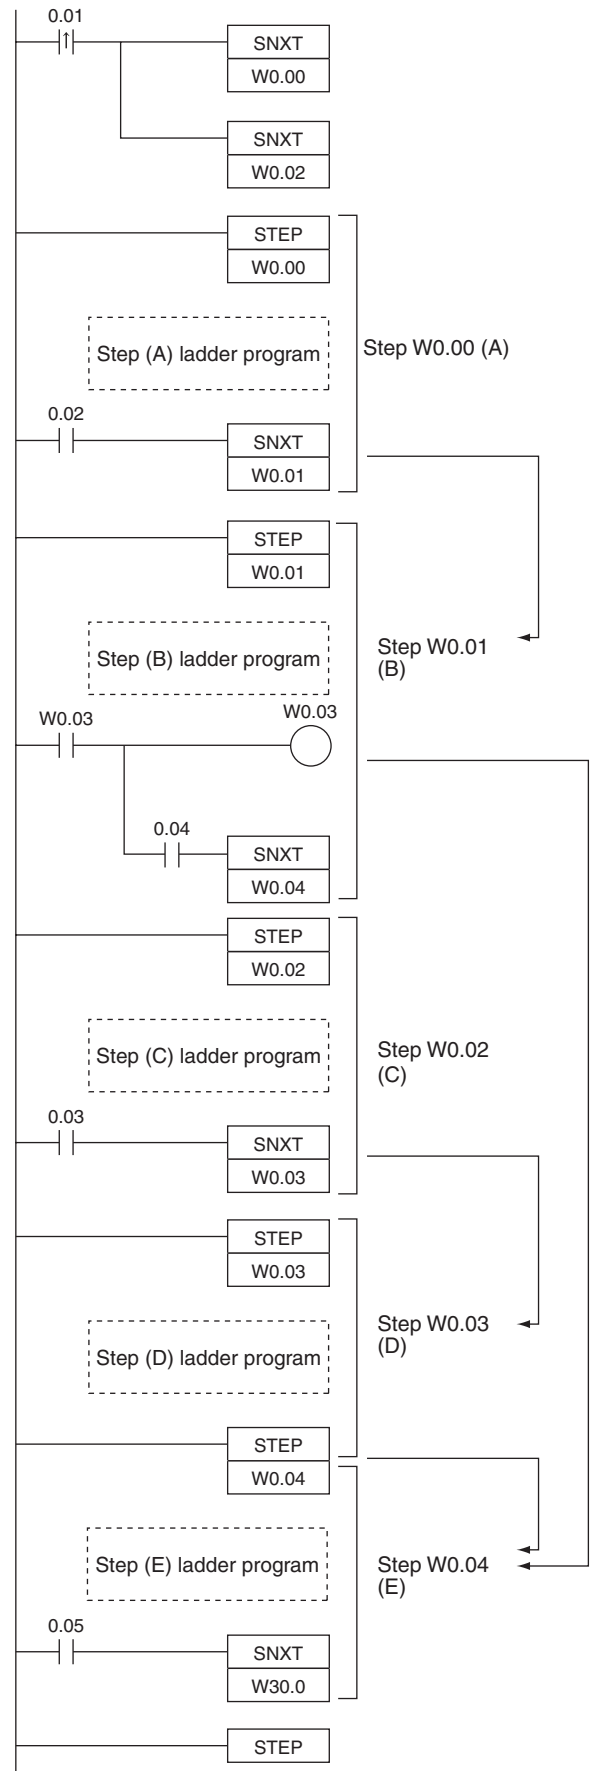 0.01
SNXT
W0.00
SNXT
W0.02
STEP
W0.00
Step (A) ladder program
Step W0.00 (A)
0.02
SNXT
W0.01
STEP
W0.01
Step (B) ladder program
Step W0.01
(B)
W0.03
W0.03
0.04
SNXT
W0.04
STEP
W0.02
Step (C) ladder program
Step W0.02
(C)
0.03
SNXT
W0.03
STEP
W0.03
Step (D) ladder program
Step W0.03
(D)
STEP
W0.04
Step (E) ladder program
Step W0.04
(E)
0.05
SNXT
W30.0
STEP